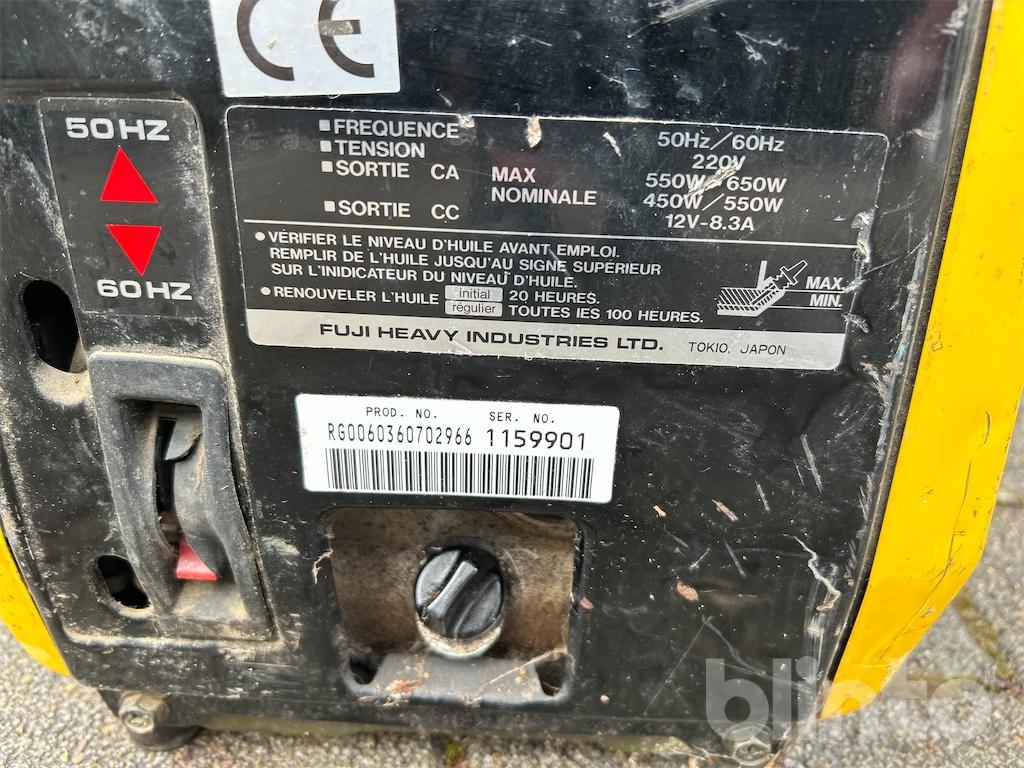 CE
50HZ
60HZ
FREQUENCE 50Hz/60Hz
TENSION 220V
SORTIE CA MAX 550W/650W
NOMINALE 450W/550W
SORTIE CC 12V-8.3A
• VÉRIFIER LE NIVEAU D'HUILE AVANT EMPLOI.
REMPLIR DE L'HUILE JUSQU'AU SIGNE SUPÉRIEUR
SUR L'INIDICATEUR DU NIVEAU D'HUILE.
• RENOUVELER L'HUILE initial 20 HEURES.
régulier TOUTES IES 100 HEURES.
MAX.
MIN.
FUJI HEAVY INDUSTRIES LTD. TOKIO, JAPON
PROD. NO. SER. NO.
RG0060360702966 1159901
blinto